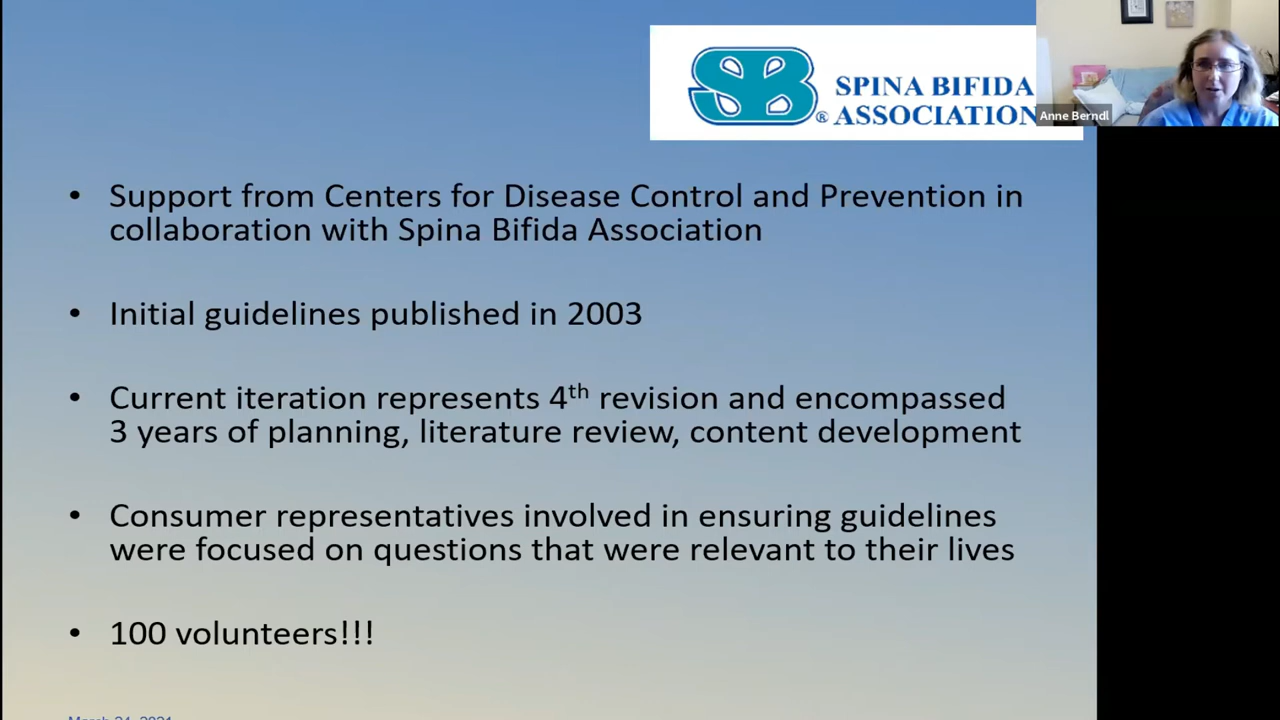 SPINA BIFIDA
® ASSOCIATION
Anne Berndl
• Support from Centers for Disease Control and Prevention in
collaboration with Spina Bifida Association
• Initial guidelines published in 2003
• Current iteration represents 4th revision and encompassed
3 years of planning, literature review, content development
• Consumer representatives involved in ensuring guidelines
were focused on questions that were relevant to their lives
• 100 volunteers!!!
March 24, 2021